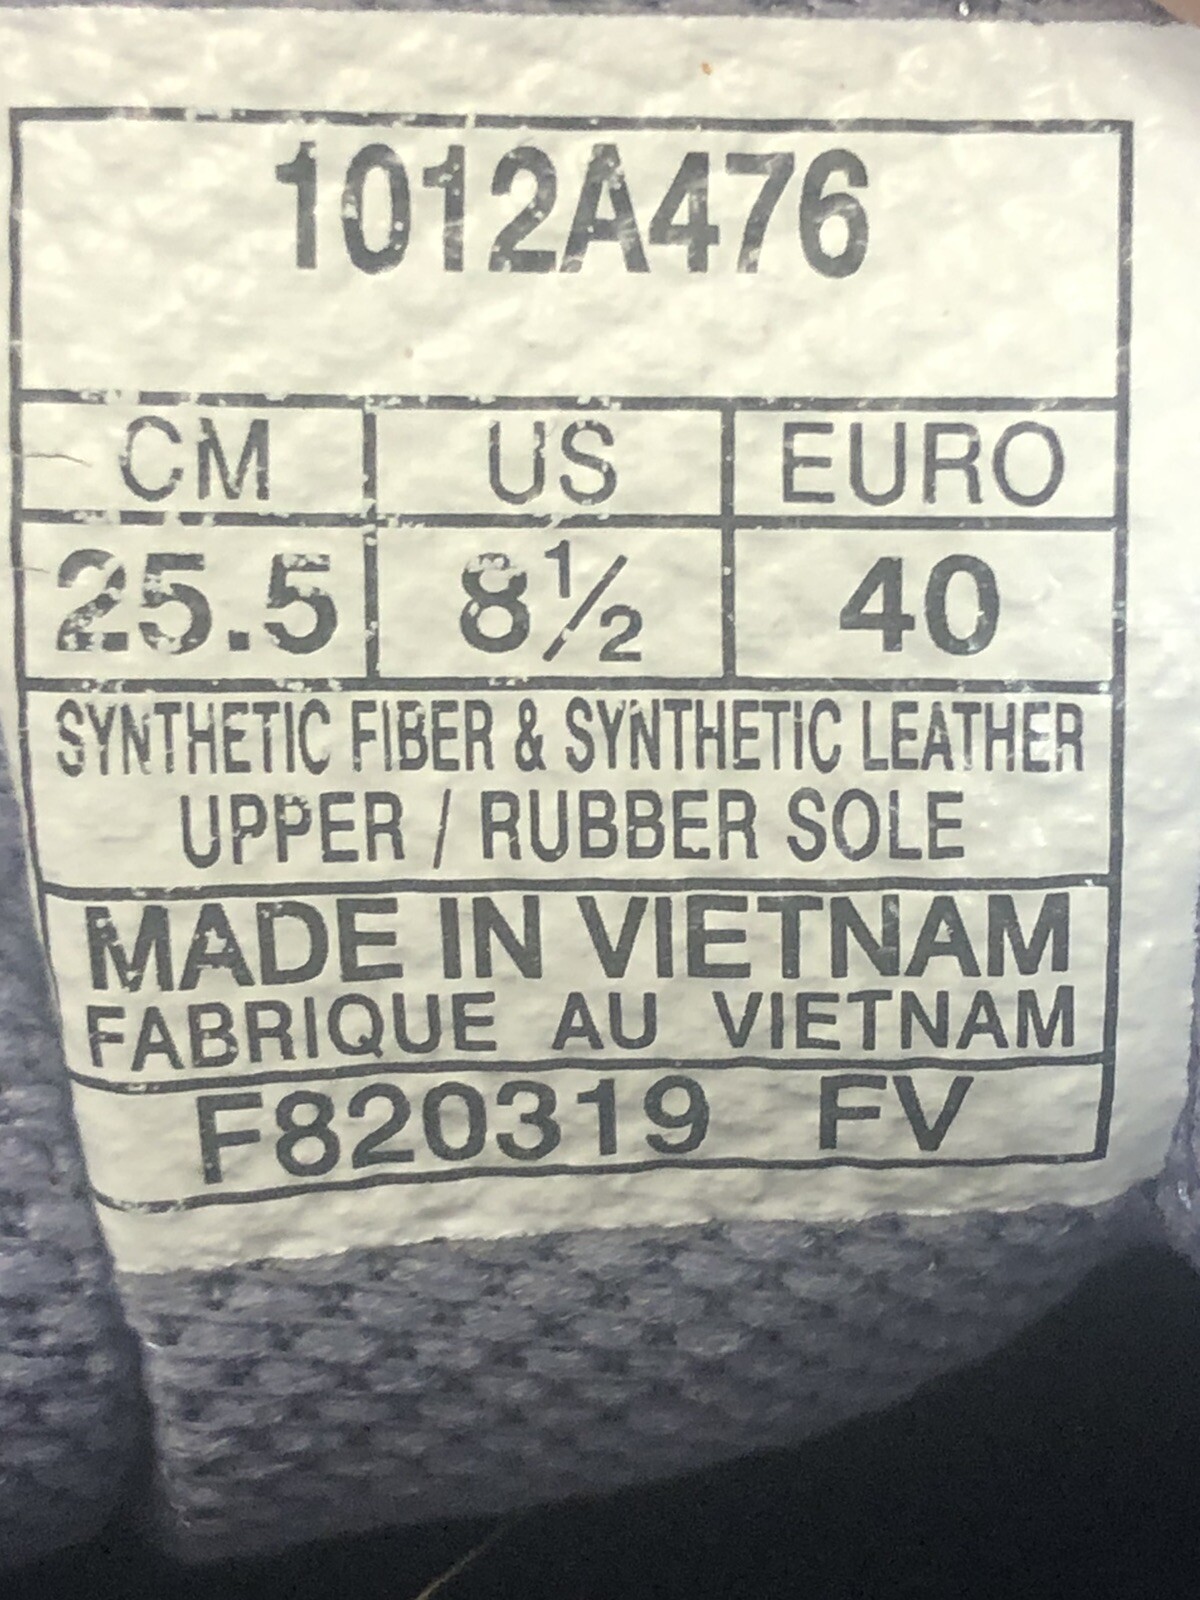 1012A476
CM US EURO
25.5 8½ 40
SYNTHETIC FIBER & SYNTHETIC LEATHER
UPPER / RUBBER SOLE
MADE IN VIETNAM
FABRIQUE AU VIETNAM
F820319 FV